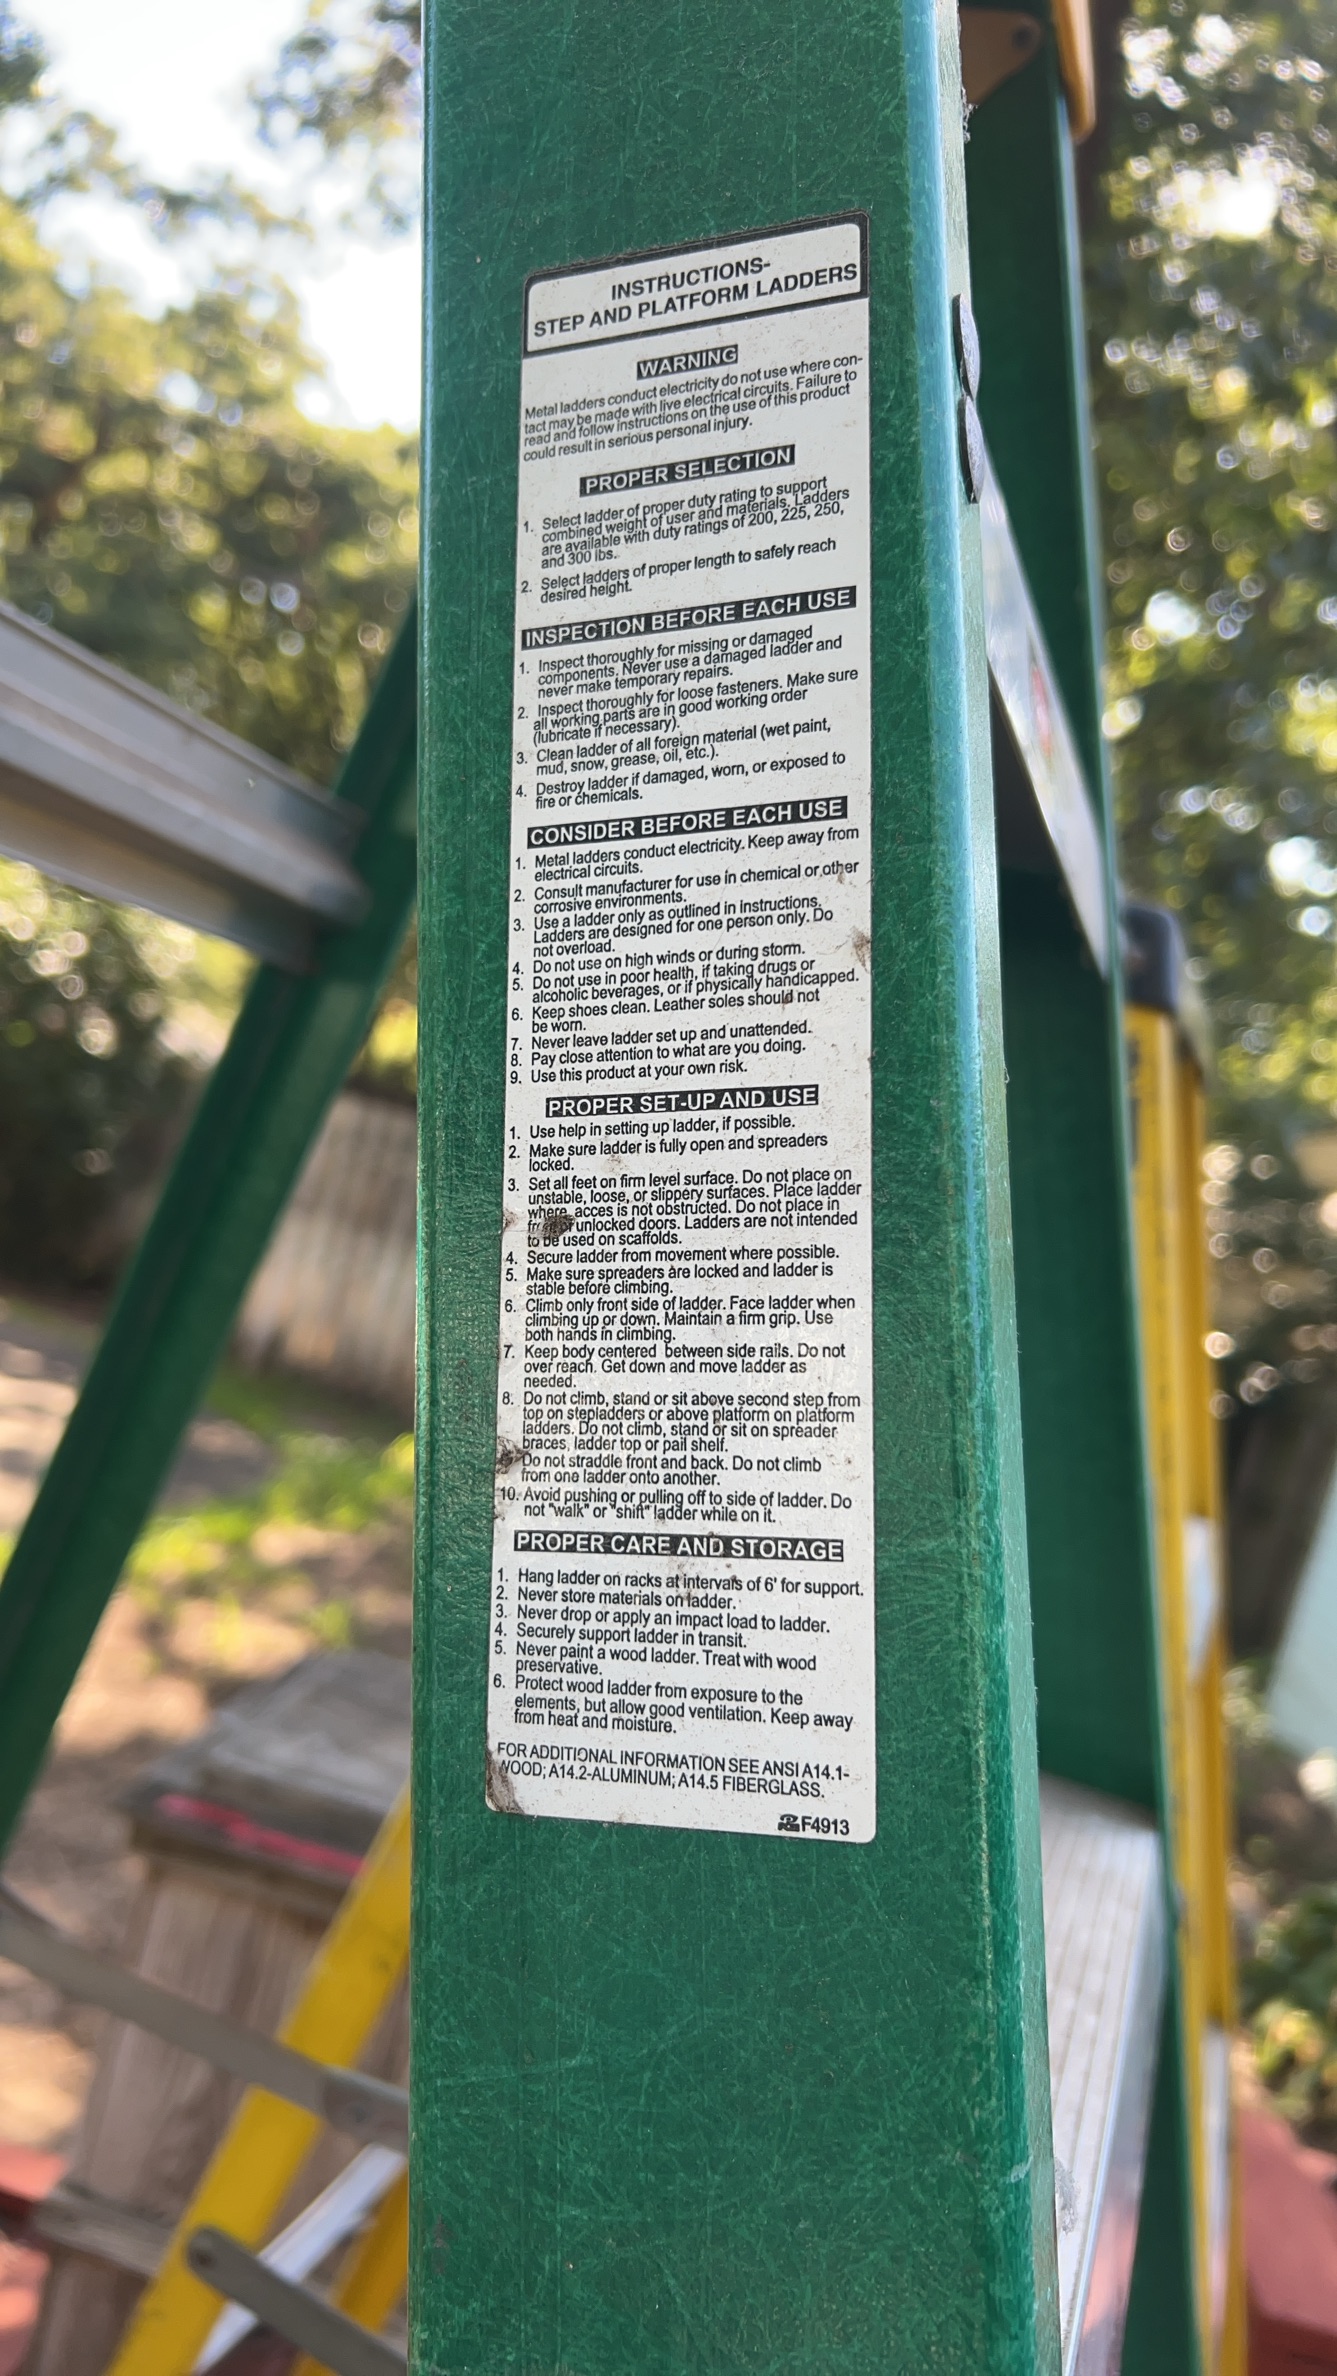 INSTRUCTIONS-
STEP AND PLATFORM LADDERS
WARNING
Metal ladders conduct electricity do not use where con-
tact may be made with live electrical circuits. Failure to
read and follow instructions on the use of this product
could result in serious personal injury.
PROPER SELECTION
1. Select ladder of proper duty rating to support
combined weight of user and materials. Ladders
are available with duty ratings of 200, 225, 250,
and 300 lbs.
2. Select ladders of proper length to safely reach
desired height.
INSPECTION BEFORE EACH USE
1. Inspect thoroughly for missing or damaged
components. Never use a damaged ladder and
never make temporary repairs.
2. Inspect thoroughly for loose fasteners. Make sure
all working parts are in good working order
(lubricate if necessary).
3. Clean ladder of all foreign material (wet paint,
mud, snow, grease, oil, etc.).
4. Destroy ladder if damaged, worn, or exposed to
fire or chemicals.
CONSIDER BEFORE EACH USE
1. Metal ladders conduct electricity. Keep away from
electrical circuits.
2. Consult manufacturer for use in chemical or other
corrosive environments.
3. Use a ladder only as outlined in instructions.
Ladders are designed for one person only. Do
not overload.
4. Do not use on high winds or during storm.
5. Do not use in poor health, if taking drugs or
alcoholic beverages, or if physically handicapped.
6. Keep shoes clean. Leather soles should not
be worn.
7. Never leave ladder set up and unattended.
8. Pay close attention to what are you doing.
9. Use this product at your own risk.
PROPER SET-UP AND USE
1. Use help in setting up ladder, if possible.
2. Make sure ladder is fully open and spreaders
locked.
3. Set all feet on firm level surface. Do not place on
unstable, loose, or slippery surfaces. Place ladder
where acces is not obstructed. Do not place in
unlocked doors. Ladders are not intended
to be used on scaffolds.
4. Secure ladder from movement where possible.
5. Make sure spreaders are locked and ladder is
stable before climbing.
6. Climb only front side of ladder. Face ladder when
climbing up or down. Maintain a firm grip. Use
both hands in climbing.
7. Keep body centered between side rails. Do not
over reach. Get down and move ladder as
needed.
8. Do not climb, stand or sit above second step from
top on stepladders or above platform on platform
ladders. Do not climb, stand or sit on spreader
braces, ladder top or pail shelf.
Do not straddle front and back. Do not climb
from one ladder onto another.
10. Avoid pushing or pulling off to side of ladder. Do
not "walk" or "shift" ladder while on it.
PROPER CARE AND STORAGE
1. Hang ladder on racks at intervals of 6' for support.
2. Never store materials on ladder.
3. Never drop or apply an impact load to ladder.
4. Securely support ladder in transit.
5. Never paint a wood ladder. Treat with wood
preservative.
6. Protect wood ladder from exposure to the
elements, but allow good ventilation. Keep away
from heat and moisture.
FOR ADDITIONAL INFORMATION SEE ANSI A14.1-
WOOD; A14.2-ALUMINUM; A14.5 FIBERGLASS.
F4913